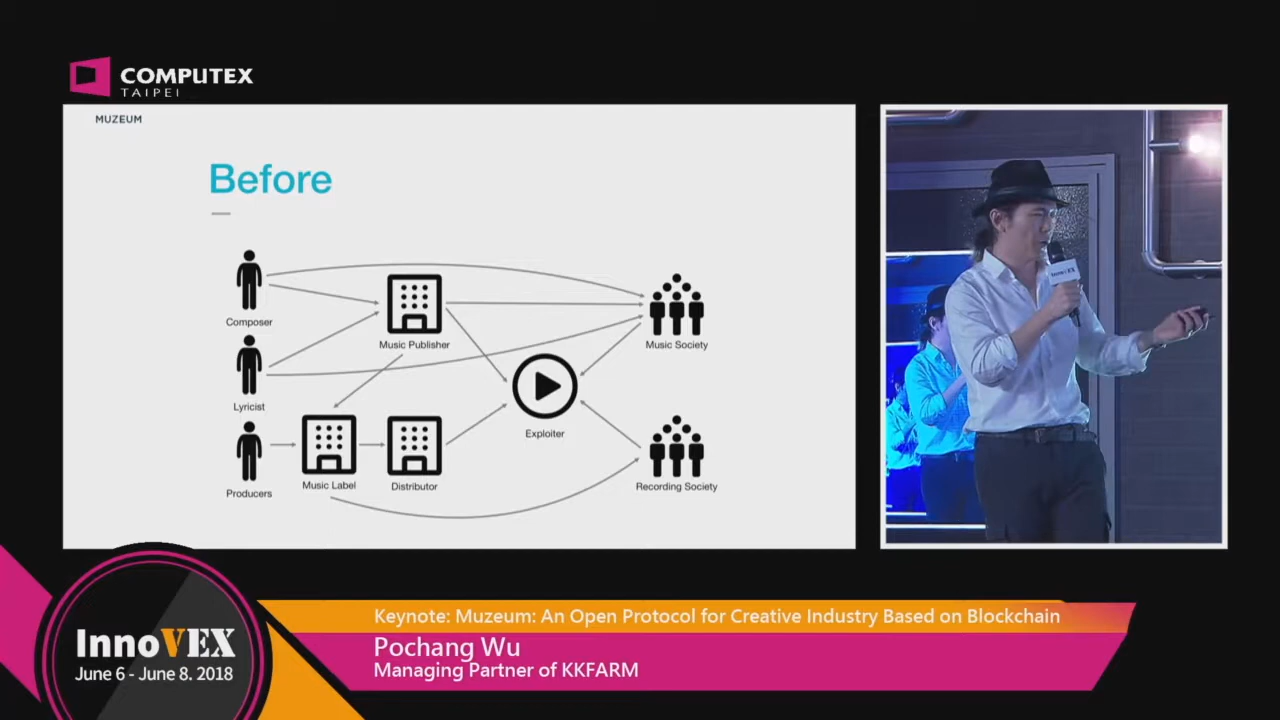 COMPUTEX
TAIPEI
MUZEUM
Before
Composer
Music Publisher
Music Society
Lyricist
Exploiter
Producers
Music Label
Distributor
Recording Society
InnoVEX
InnoVEX
June 6 - June 8. 2018
Keynote: Muzeum: An Open Protocol for Creative Industry Based on Blockchain
Pochang Wu
Managing Partner of KKFARM